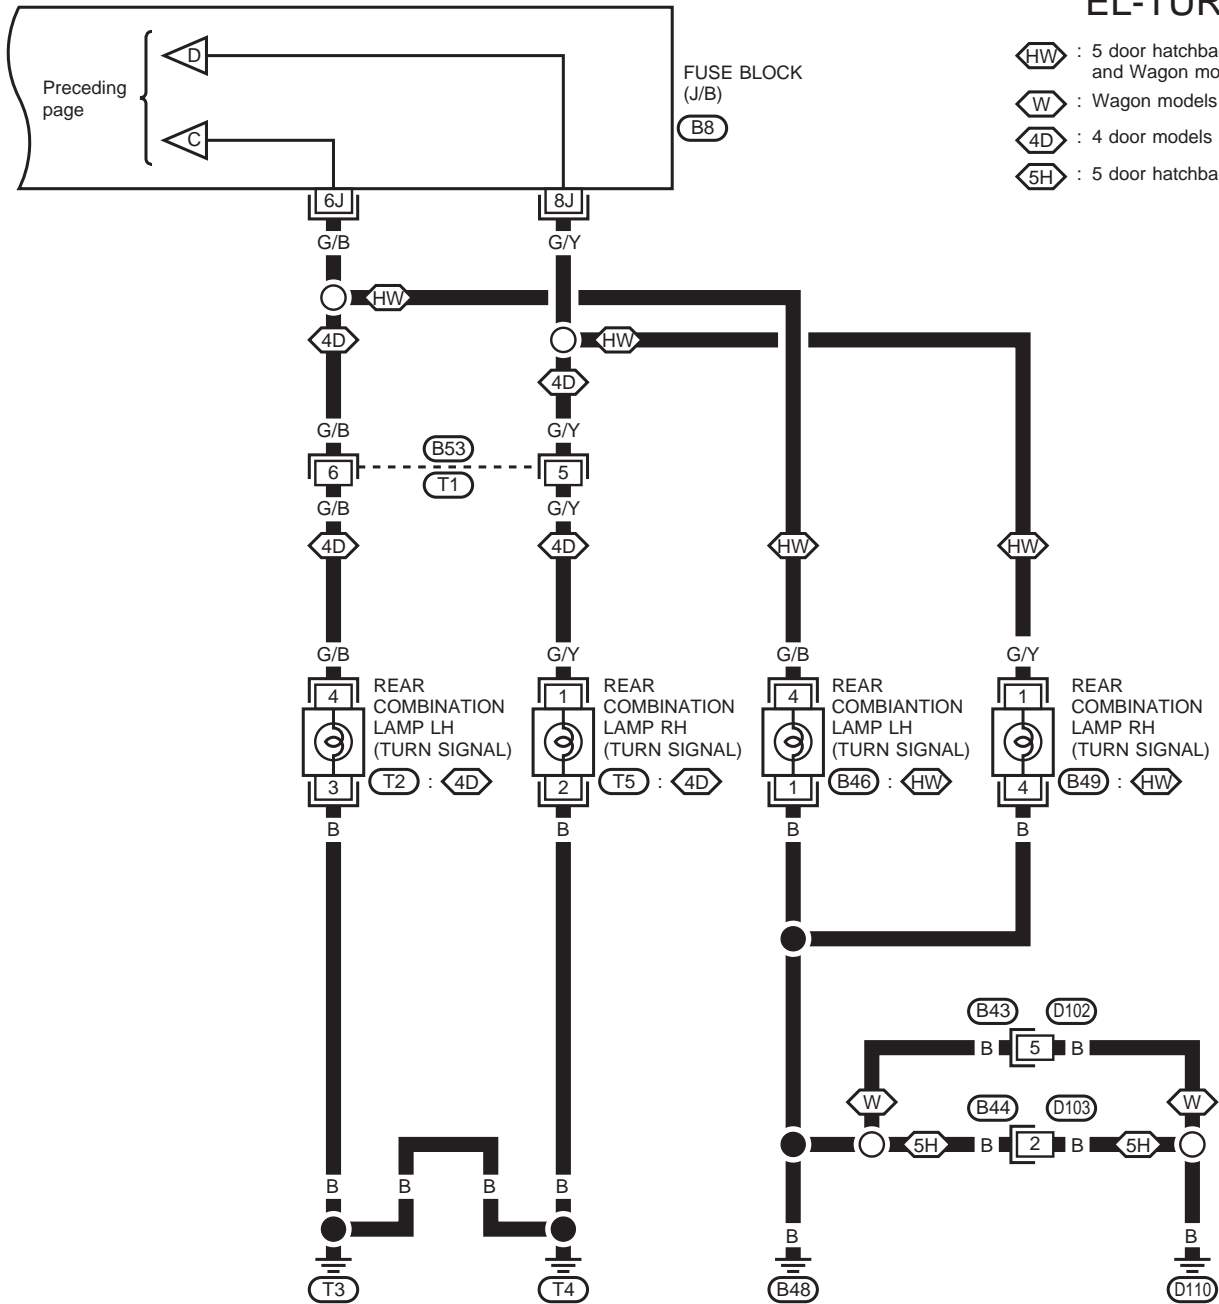 EL-TUR
HW : 5 door hatchba
and Wagon mo
W : Wagon models
4D : 4 door models
5H : 5 door hatchba
Preceding
page
D
C
FUSE BLOCK
(J/B)
B8
6J
8J
G/B
G/Y
HW
4D
HW
4D
G/B
G/Y
B53
6
5
T1
G/B
G/Y
4D
4D
HW
HW
G/B
G/Y
G/B
G/Y
4
REAR
COMBINATION
LAMP LH
(TURN SIGNAL)
3
T2 : 4D
1
REAR
COMBINATION
LAMP RH
(TURN SIGNAL)
2
T5 : 4D
4
REAR
COMBIANTION
LAMP LH
(TURN SIGNAL)
1
B46 : HW
1
REAR
COMBINATION
LAMP RH
(TURN SIGNAL)
4
B49 : HW
B
B
B
B
B43
D102
B
5
B
W
W
B44
D103
5H
B
2
B
5H
B
B
B
B
B
B
T3
T4
B48
D110